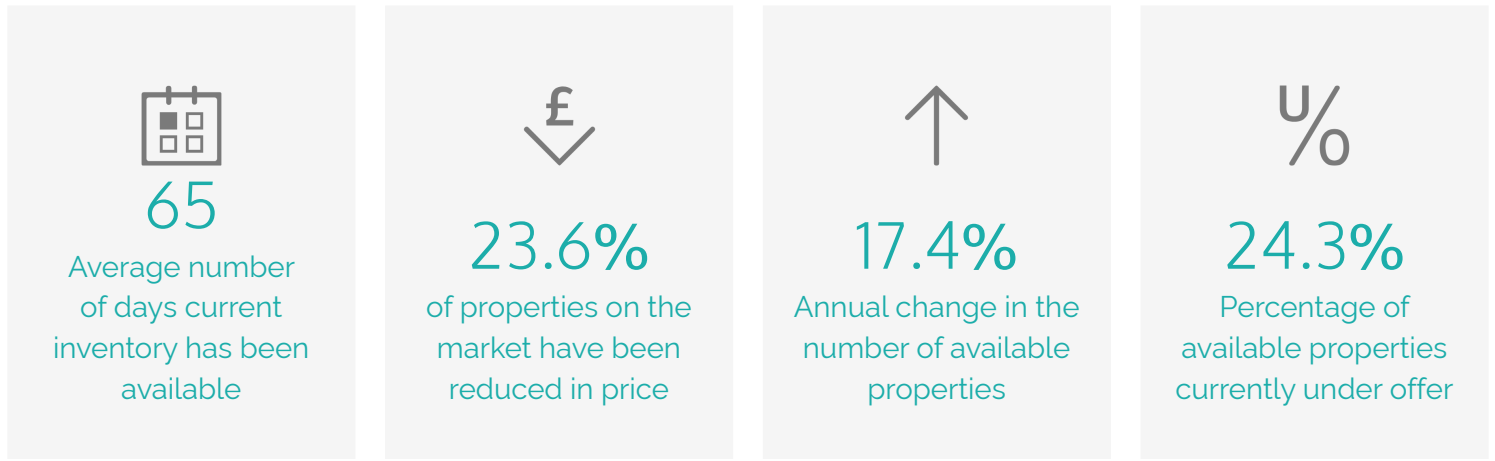 65
Average number
of days current
inventory has been
available
£
23.6%
of properties on the
market have been
reduced in price
17.4%
Annual change in the
number of available
properties
U/O
24.3%
Percentage of
available properties
currently under offer